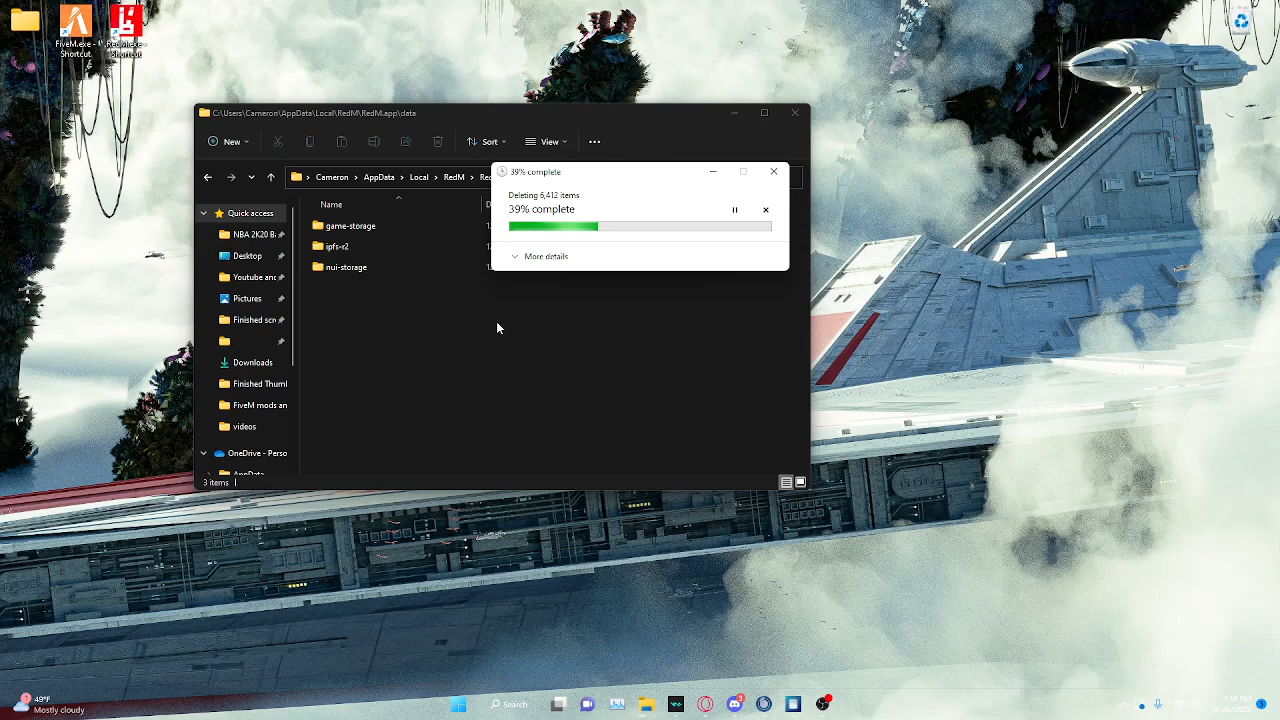 FiveM.exe - Shortcut
RedM.exe - Shortcut
C:\Users\Cameron\AppData\Local\RedM\RedM.app\data
New
Sort
View
Cameron > AppData > Local > RedM >
39% complete
Deleting 6,412 items
39% complete
More details
Name
game-storage
ipfs-r2
nui-storage
Quick access
NBA 2K20 B
Desktop
Youtube an
Pictures
Finished scr
Downloads
Finished Thuml
FiveM mods an
videos
OneDrive - Perso
AppData
3 items
49°F
Mostly cloudy
Search